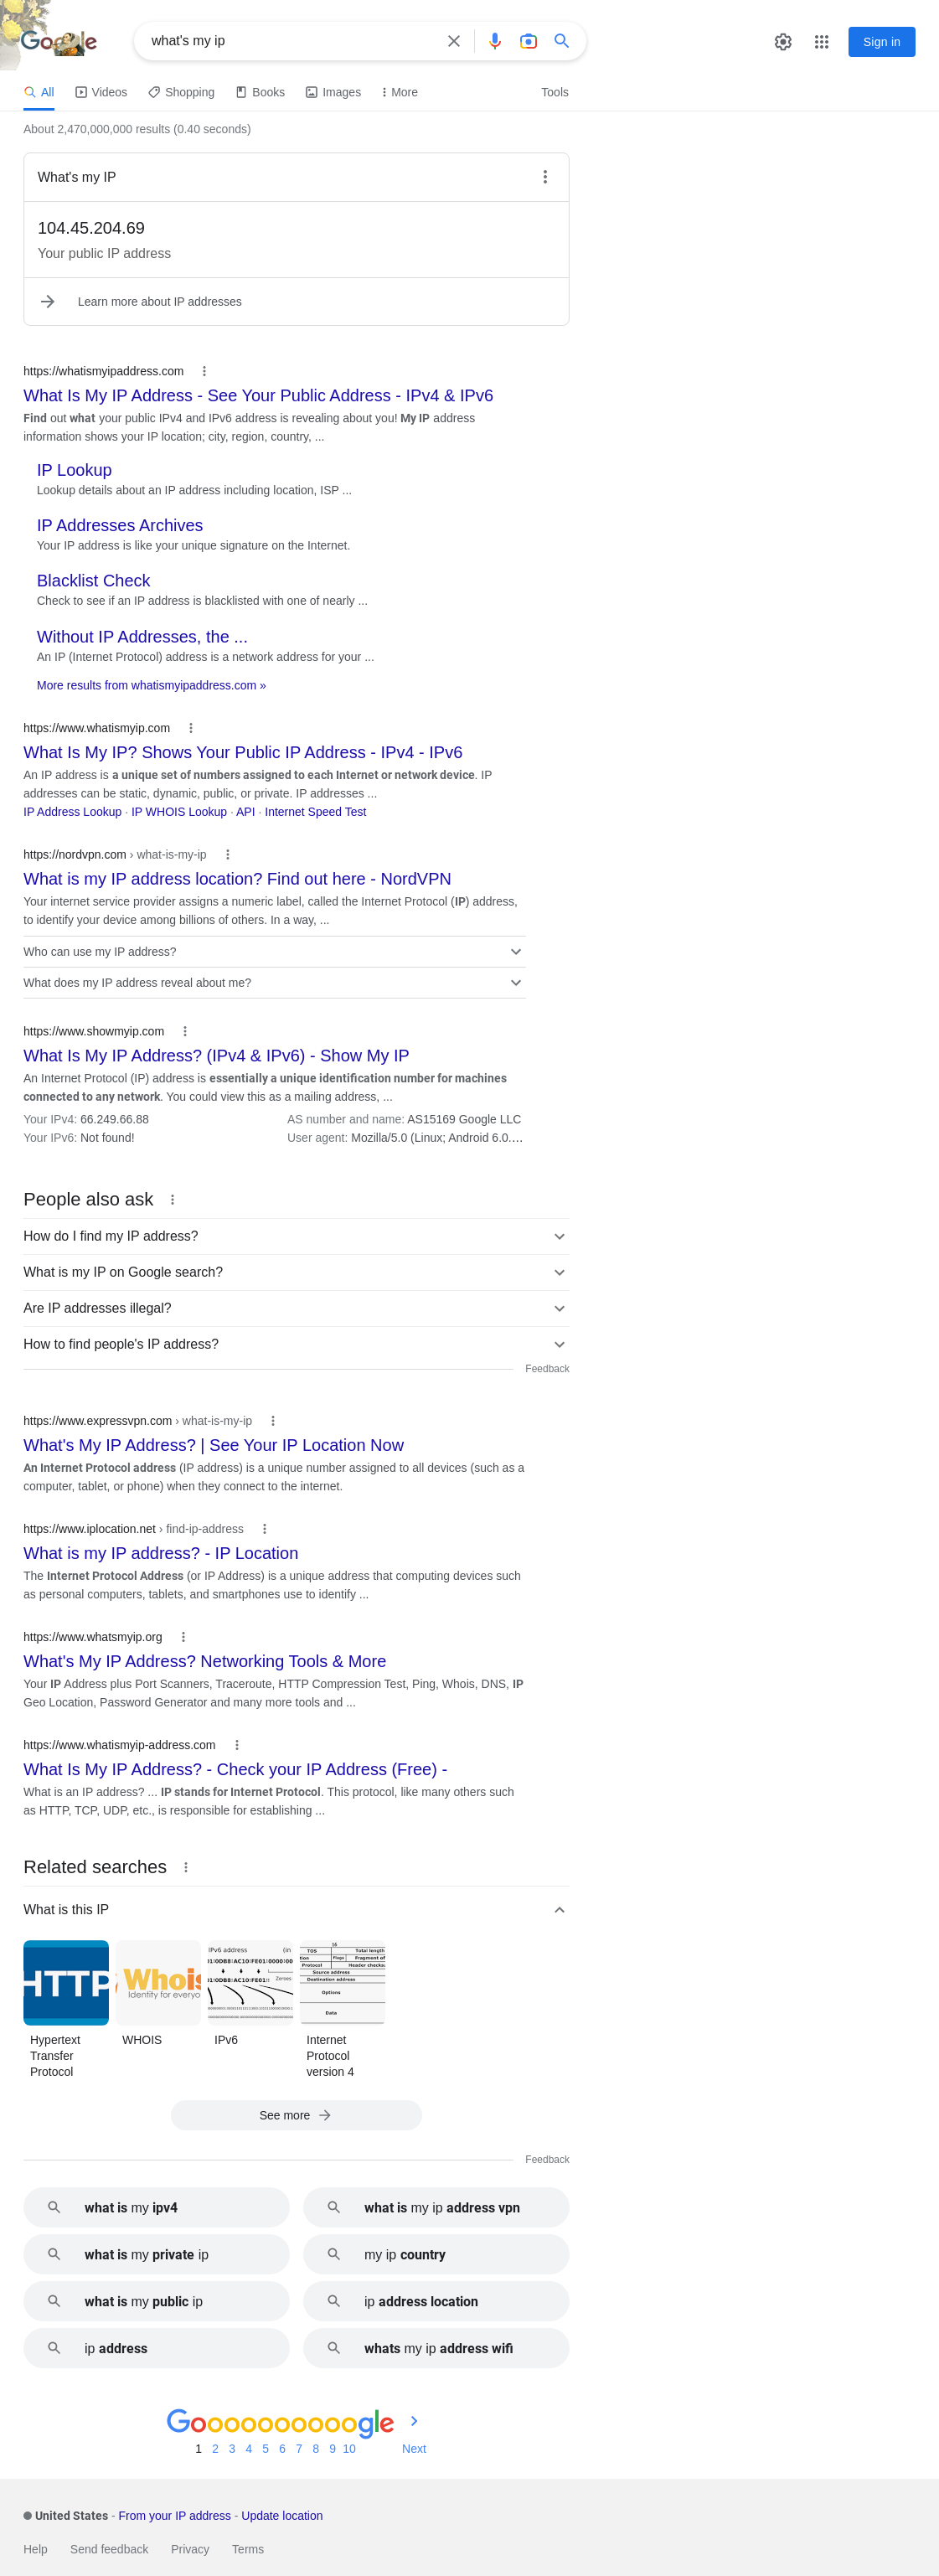 Google
what's my ip
Sign in
All
Videos
Shopping
Books
Images
More
Tools
About 2,470,000,000 results (0.40 seconds)
What's my IP
104.45.204.69
Your public IP address
Learn more about IP addresses
https://whatismyipaddress.com
What Is My IP Address - See Your Public Address - IPv4 & IPv6
Find out what your public IPv4 and IPv6 address is revealing about you! My IP address
information shows your IP location; city, region, country, ...
IP Lookup
Lookup details about an IP address including location, ISP ...
IP Addresses Archives
Your IP address is like your unique signature on the Internet.
Blacklist Check
Check to see if an IP address is blacklisted with one of nearly ...
Without IP Addresses, the ...
An IP (Internet Protocol) address is a network address for your ...
More results from whatismyipaddress.com »
https://www.whatismyip.com
What Is My IP? Shows Your Public IP Address - IPv4 - IPv6
An IP address is a unique set of numbers assigned to each Internet or network device. IP
addresses can be static, dynamic, public, or private. IP addresses ...
IP Address Lookup · IP WHOIS Lookup · API · Internet Speed Test
https://nordvpn.com › what-is-my-ip
What is my IP address location? Find out here - NordVPN
Your internet service provider assigns a numeric label, called the Internet Protocol (IP) address,
to identify your device among billions of others. In a way, ...
Who can use my IP address?
What does my IP address reveal about me?
https://www.showmyip.com
What Is My IP Address? (IPv4 & IPv6) - Show My IP
An Internet Protocol (IP) address is essentially a unique identification number for machines
connected to any network. You could view this as a mailing address, ...
Your IPv4: 66.249.66.88
AS number and name: AS15169 Google LLC
Your IPv6: Not found!
User agent: Mozilla/5.0 (Linux; Android 6.0....
People also ask
How do I find my IP address?
What is my IP on Google search?
Are IP addresses illegal?
How to find people's IP address?
Feedback
https://www.expressvpn.com › what-is-my-ip
What's My IP Address? | See Your IP Location Now
An Internet Protocol address (IP address) is a unique number assigned to all devices (such as a
computer, tablet, or phone) when they connect to the internet.
https://www.iplocation.net › find-ip-address
What is my IP address? - IP Location
The Internet Protocol Address (or IP Address) is a unique address that computing devices such
as personal computers, tablets, and smartphones use to identify ...
https://www.whatsmyip.org
What's My IP Address? Networking Tools & More
Your IP Address plus Port Scanners, Traceroute, HTTP Compression Test, Ping, Whois, DNS, IP
Geo Location, Password Generator and many more tools and ...
https://www.whatismyip-address.com
What Is My IP Address? - Check your IP Address (Free) -
What is an IP address? ... IP stands for Internet Protocol. This protocol, like many others such
as HTTP, TCP, UDP, etc., is responsible for establishing ...
Related searches
What is this IP
HTTP
Whois
Identity for everyo
IPv6 address (in
Zeroes
16
TOS Total length
Flags Fragment of
Protocol Header checks
Source address
Destination address
Options
Data
Hypertext
Transfer
Protocol
WHOIS
IPv6
Internet
Protocol
version 4
See more
Feedback
what is my ipv4
what is my ip address vpn
what is my private ip
my ip country
what is my public ip
ip address location
ip address
whats my ip address wifi
Goooooooooogle
1 2 3 4 5 6 7 8 9 10 Next
United States - From your IP address - Update location
Help
Send feedback
Privacy
Terms